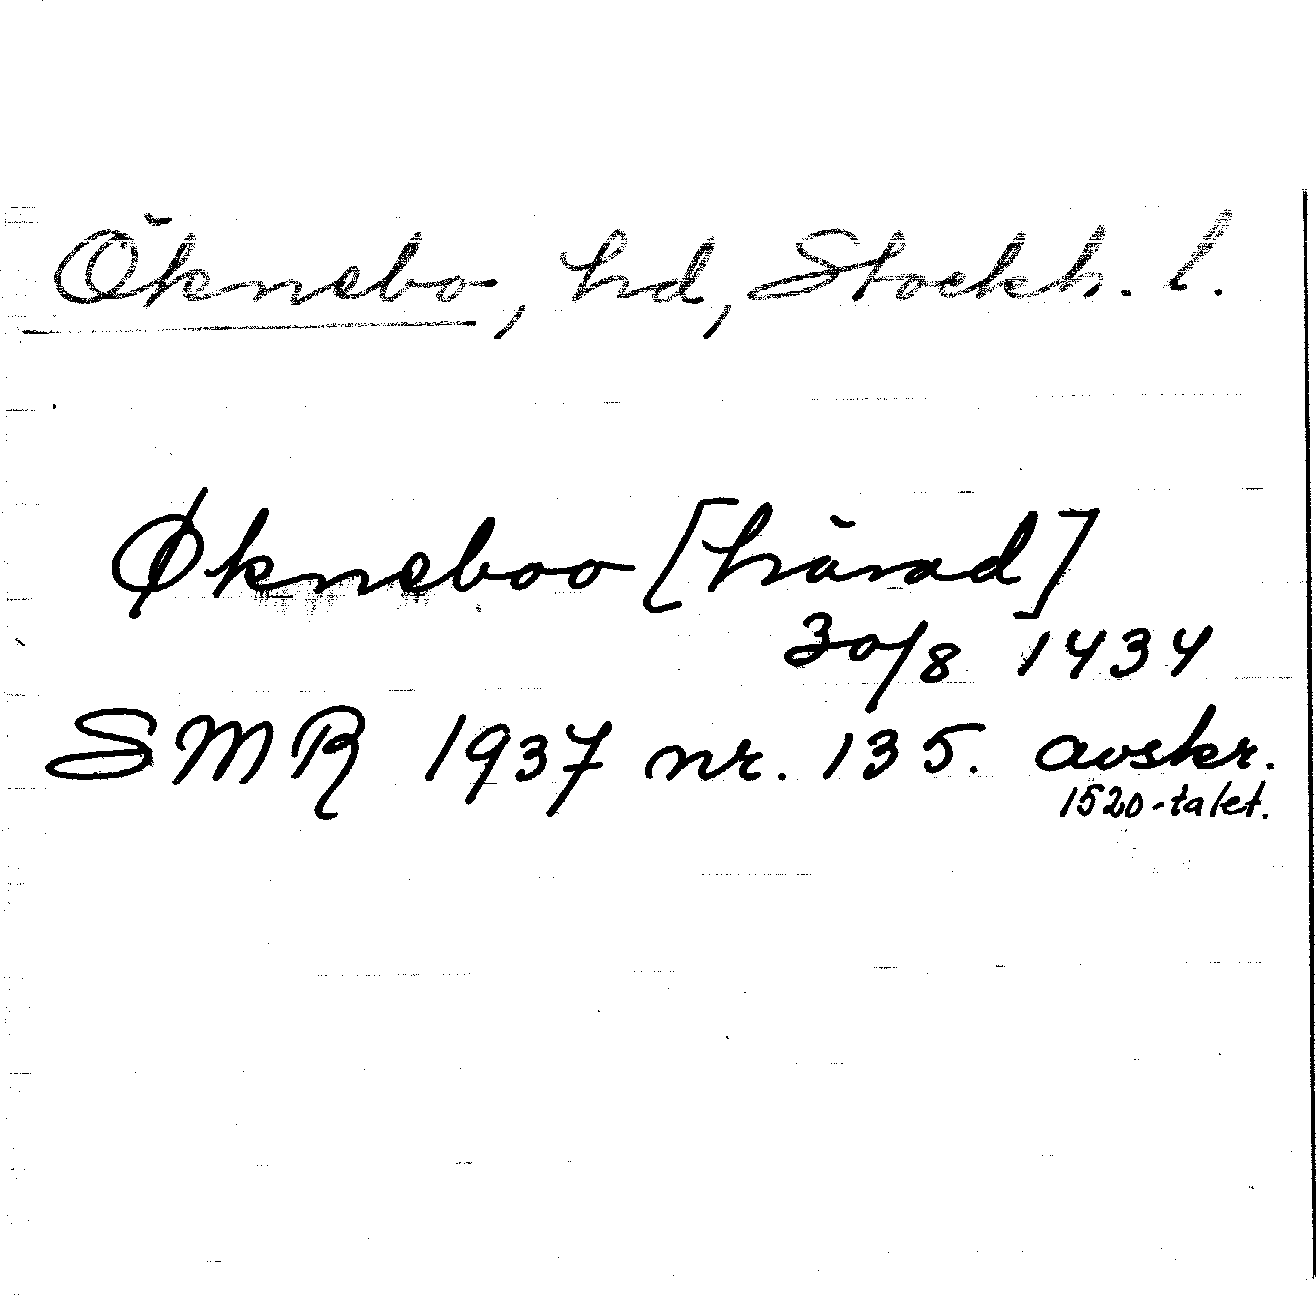 Öknebo, hd, Stockh. l.
Økneboo [härad]
30/8 1434
SMR 1937 nr. 135. avskr.
1520-talet.